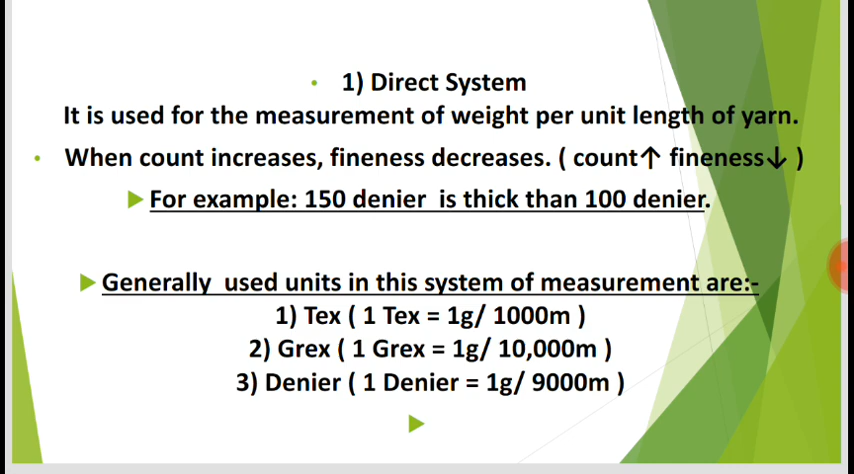 1) Direct System
It is used for the measurement of weight per unit length of yarn.
When count increases, fineness decreases. ( count↑ fineness↓ )
For example: 150 denier is thick than 100 denier.
Generally used units in this system of measurement are:-
1) Tex ( 1 Tex = 1g/ 1000m )
2) Grex ( 1 Grex = 1g/ 10,000m )
3) Denier ( 1 Denier = 1g/ 9000m )